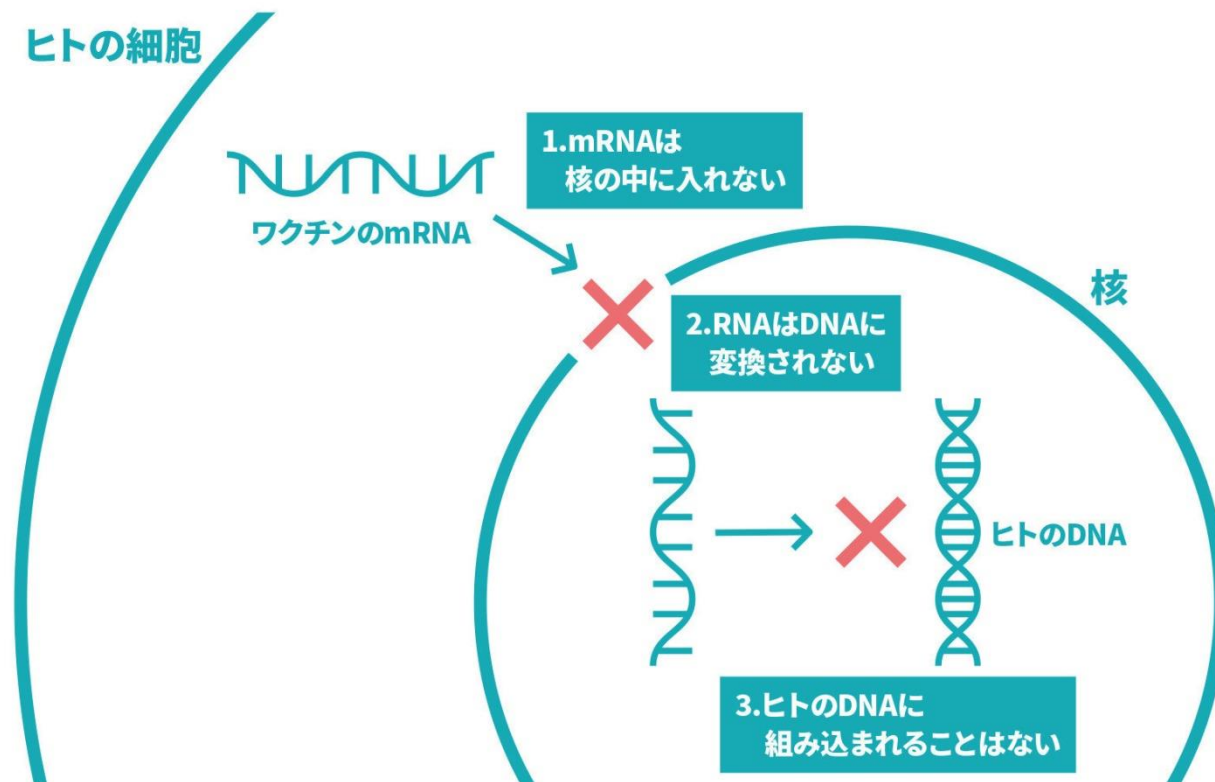 ヒトの細胞
1.mRNAは
核の中に入れない
ワクチンのmRNA
核
2.RNAはDNAに
変換されない
ヒトのDNA
3.ヒトのDNAに
組み込まれることはない